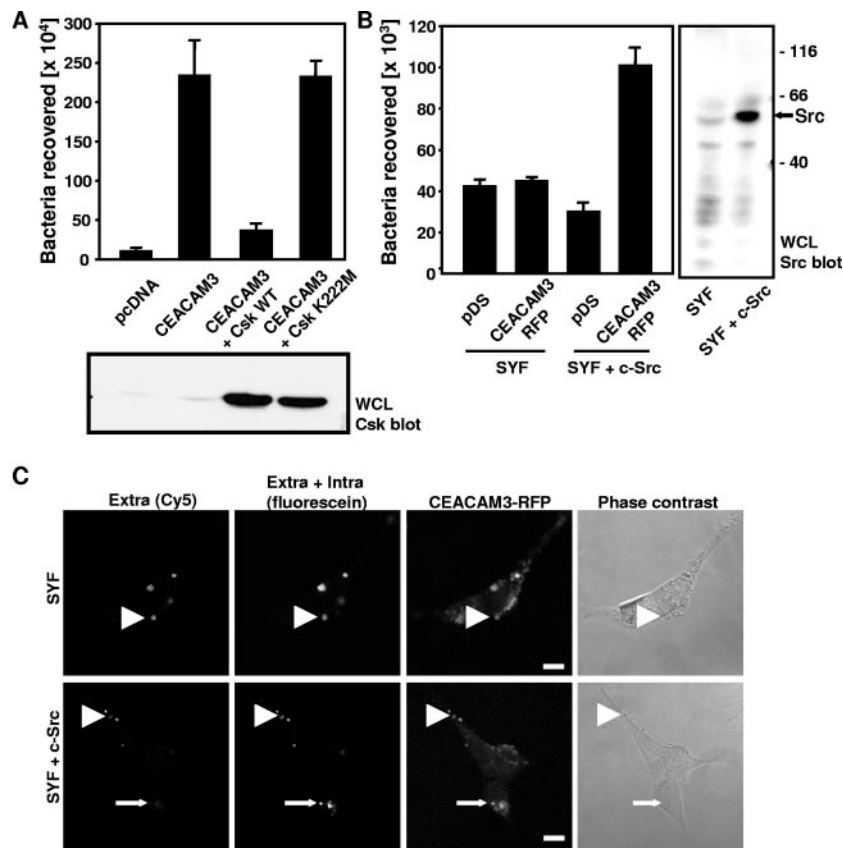 A
Bacteria recovered [x 10⁴]
300
250
200
150
100
50
0
pcDNA
CEACAM3
CEACAM3
+ Csk WT
CEACAM3
+ Csk K222M
WCL
Csk blot
B
Bacteria recovered [x 10³]
120
100
80
60
40
20
0
pDS
CEACAM3
RFP
pDS
CEACAM3
RFP
SYF
SYF + c-Src
- 116
- 66
Src
- 40
WCL
Src blot
SYF
SYF + c-Src
C
Extra (Cy5)
Extra + Intra
(fluorescein)
CEACAM3-RFP
Phase contrast
SYF
SYF + c-Src